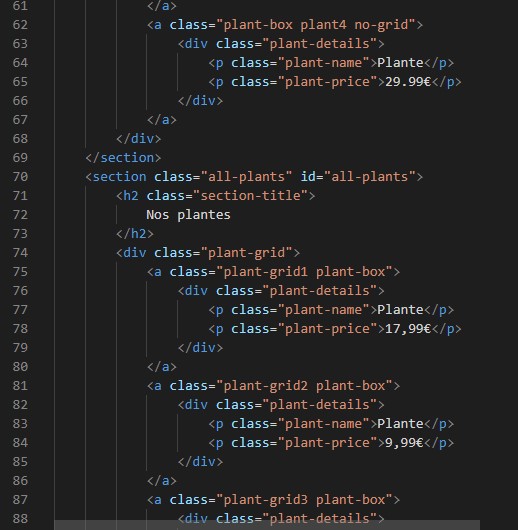 61 </a>
62 <a class="plant-box plant4 no-grid">
63 <div class="plant-details">
64 <p class="plant-name">Plante</p>
65 <p class="plant-price">29.99€</p>
66 </div>
67 </a>
68 </div>
69 </section>
70 <section class="all-plants" id="all-plants">
71 <h2 class="section-title">
72 Nos plantes
73 </h2>
74 <div class="plant-grid">
75 <a class="plant-grid1 plant-box">
76 <div class="plant-details">
77 <p class="plant-name">Plante</p>
78 <p class="plant-price">17,99€</p>
79 </div>
80 </a>
81 <a class="plant-grid2 plant-box">
82 <div class="plant-details">
83 <p class="plant-name">Plante</p>
84 <p class="plant-price">9,99€</p>
85 </div>
86 </a>
87 <a class="plant-grid3 plant-box">
88 <div class="plant-details">